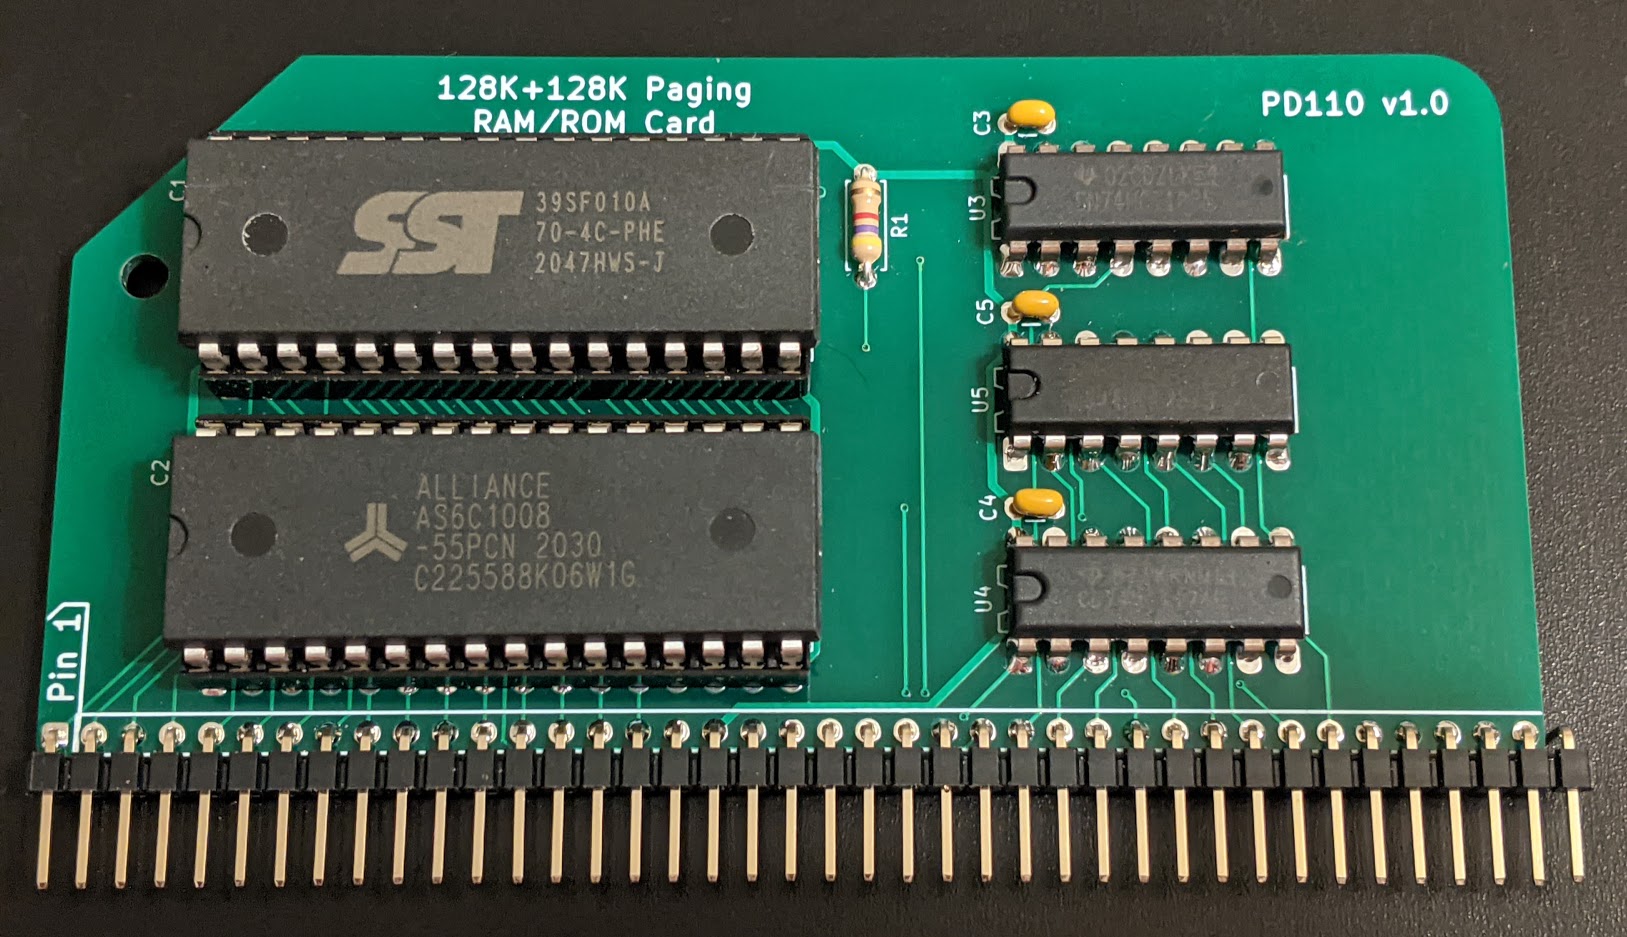 128K+128K Paging
RAM/ROM Card
PD110 v1.0
C3
C1
SST
39SF010A
70-4C-PHE
2047HWS-J
R1
U3
C5
U5
C2
ALLIANCE
AS6C1008
-55PCN 2030
C225588K06W1G
C4
U4
Pin 1